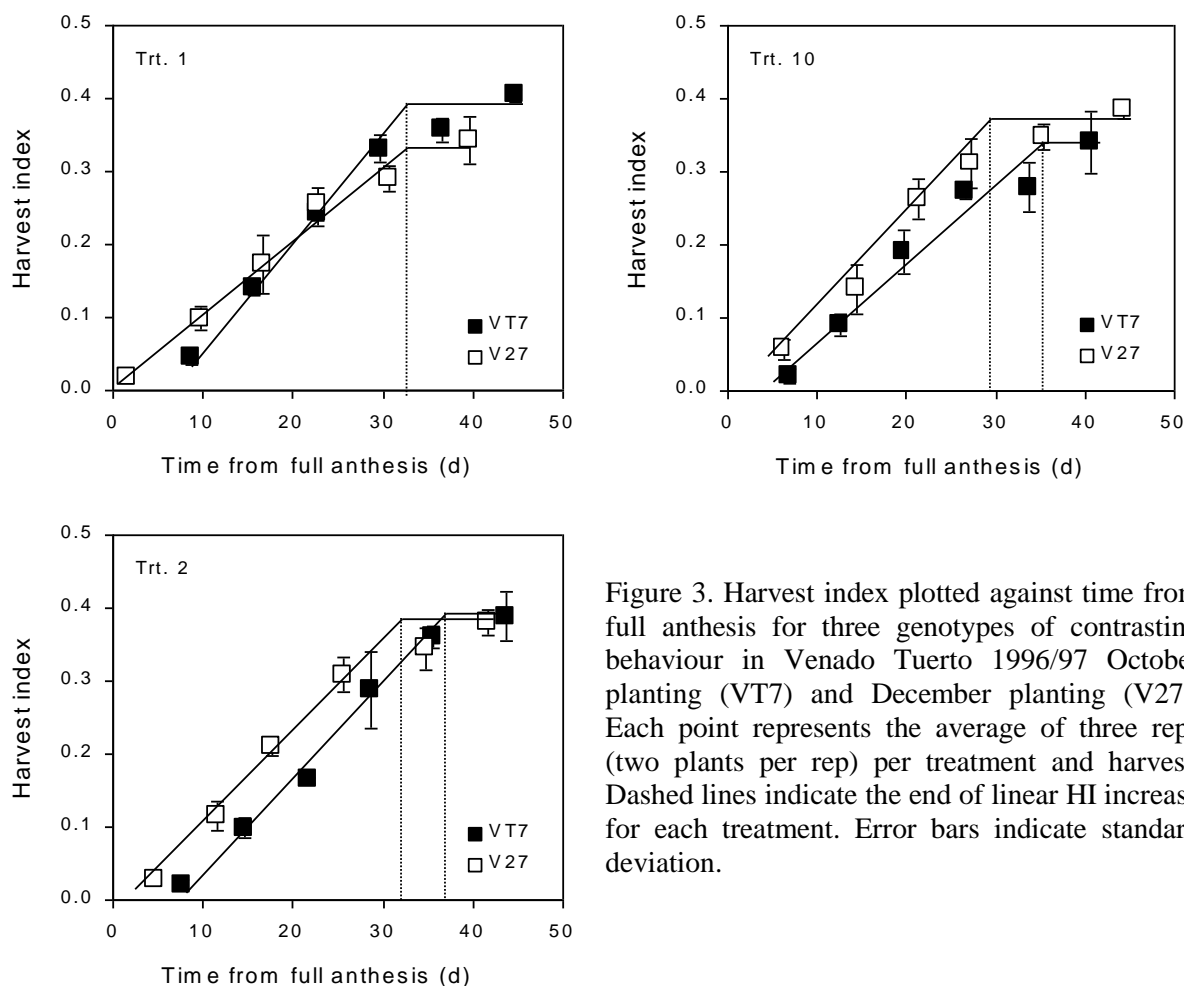 0.5
0.4
0.3
0.2
0.1
0.0
Harvest index
Trt. 1
VT7
V27
0 10 20 30 40 50
Time from full anthesis (d)
0.5
0.4
0.3
0.2
0.1
0.0
Harvest index
Trt. 10
VT7
V27
0 10 20 30 40 50
Time from full anthesis (d)
0.5
0.4
0.3
0.2
0.1
0.0
Harvest index
Trt. 2
VT7
V27
0 10 20 30 40 50
Time from full anthesis (d)
Figure 3. Harvest index plotted against time from
full anthesis for three genotypes of contrastin
behaviour in Venado Tuerto 1996/97 Octobe
planting (VT7) and December planting (V27
Each point represents the average of three rep
(two plants per rep) per treatment and harves
Dashed lines indicate the end of linear HI increas
for each treatment. Error bars indicate standar
deviation.